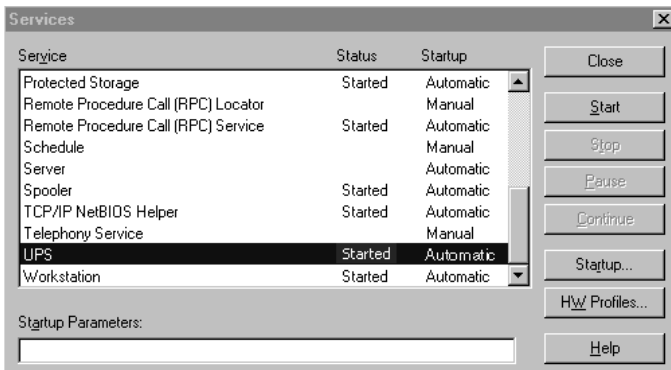 Services
Service Status Startup
Protected Storage Started Automatic
Remote Procedure Call (RPC) Locator Manual
Remote Procedure Call (RPC) Service Started Automatic
Schedule Manual
Server Automatic
Spooler Started Automatic
TCP/IP NetBIOS Helper Started Automatic
Telephony Service Manual
UPS Started Automatic
Workstation Started Automatic
Startup Parameters:
Close
Start
Stop
Pause
Continue
Startup...
HW Profiles...
Help